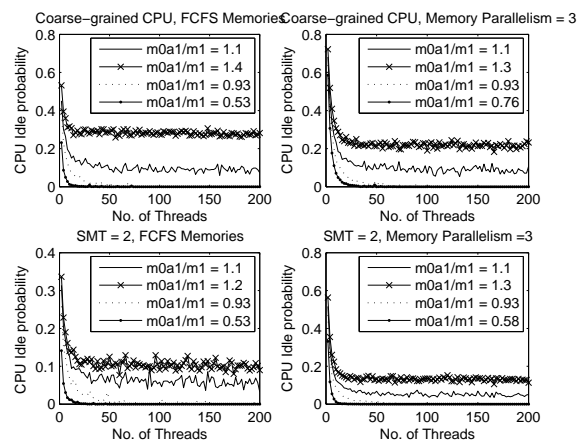 Coarse-grained CPU, FCFS Memories
0.8
0.6
0.4
0.2
0
CPU Idle probability
m0a1/m1 = 1.1
m0a1/m1 = 1.4
m0a1/m1 = 0.93
m0a1/m1 = 0.53
0 50 100 150 200
No. of Threads
Coarse-grained CPU, Memory Parallelism = 3
0.8
0.6
0.4
0.2
0
CPU Idle probability
m0a1/m1 = 1.1
m0a1/m1 = 1.3
m0a1/m1 = 0.93
m0a1/m1 = 0.76
0 50 100 150 200
No. of Threads
SMT = 2, FCFS Memories
0.4
0.3
0.2
0.1
0
CPU Idle probability
m0a1/m1 = 1.1
m0a1/m1 = 1.2
m0a1/m1 = 0.93
m0a1/m1 = 0.53
0 50 100 150 200
No. of Threads
SMT = 2, Memory Parallelism =3
0.8
0.6
0.4
0.2
0
CPU Idle probability
m0a1/m1 = 1.1
m0a1/m1 = 1.3
m0a1/m1 = 0.93
m0a1/m1 = 0.58
0 50 100 150 200
No. of Threads